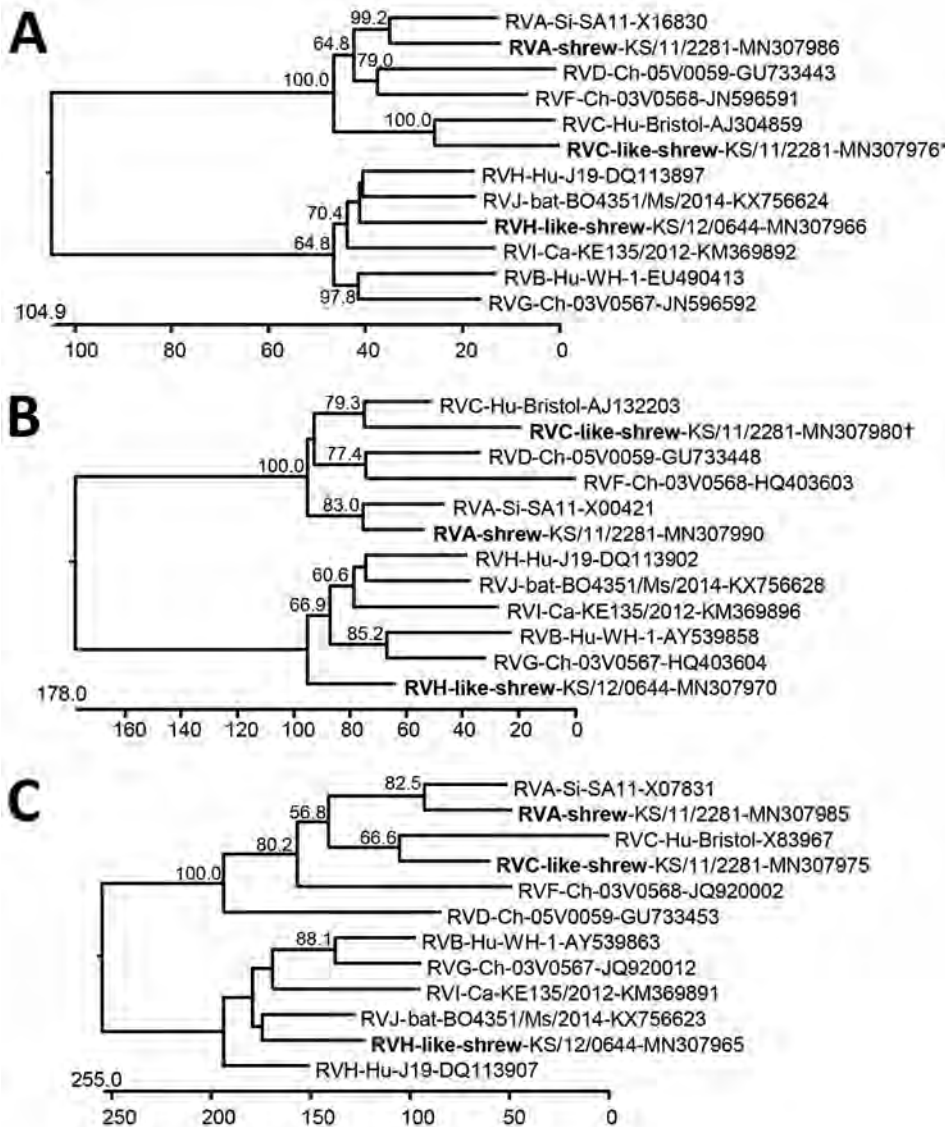 A
99.2
RVA-Si-SA11-X16830
64.8
RVA-shrew-KS/11/2281-MN307986
79.0
RVD-Ch-05V0059-GU733443
100.0
RVF-Ch-03V0568-JN596591
100.0
RVC-Hu-Bristol-AJ304859
RVC-like-shrew-KS/11/2281-MN307976*
RVH-Hu-J19-DQ113897
RVJ-bat-BO4351/Ms/2014-KX756624
70.4
RVH-like-shrew-KS/12/0644-MN307966
64.8
RVI-Ca-KE135/2012-KM369892
RVB-Hu-WH-1-EU490413
97.8
RVG-Ch-03V0567-JN596592
104.9
100 80 60 40 20 0
B
79.3
RVC-Hu-Bristol-AJ132203
RVC-like-shrew-KS/11/2281-MN307980†
77.4
RVD-Ch-05V0059-GU733448
100.0
RVF-Ch-03V0568-HQ403603
83.0
RVA-Si-SA11-X00421
RVA-shrew-KS/11/2281-MN307990
RVH-Hu-J19-DQ113902
60.6
RVJ-bat-BO4351/Ms/2014-KX756628
66.9
RVI-Ca-KE135/2012-KM369896
85.2
RVB-Hu-WH-1-AY539858
RVG-Ch-03V0567-HQ403604
RVH-like-shrew-KS/12/0644-MN307970
178.0
160 140 120 100 80 60 40 20 0
C
82.5
RVA-Si-SA11-X07831
56.8
RVA-shrew-KS/11/2281-MN307985
80.2
66.6
RVC-Hu-Bristol-X83967
RVC-like-shrew-KS/11/2281-MN307975
100.0
RVF-Ch-03V0568-JQ920002
RVD-Ch-05V0059-GU733453
88.1
RVB-Hu-WH-1-AY539863
RVG-Ch-03V0567-JQ920012
RVI-Ca-KE135/2012-KM369891
RVJ-bat-BO4351/Ms/2014-KX756623
RVH-like-shrew-KS/12/0644-MN307965
RVH-Hu-J19-DQ113907
255.0
250 200 150 100 50 0